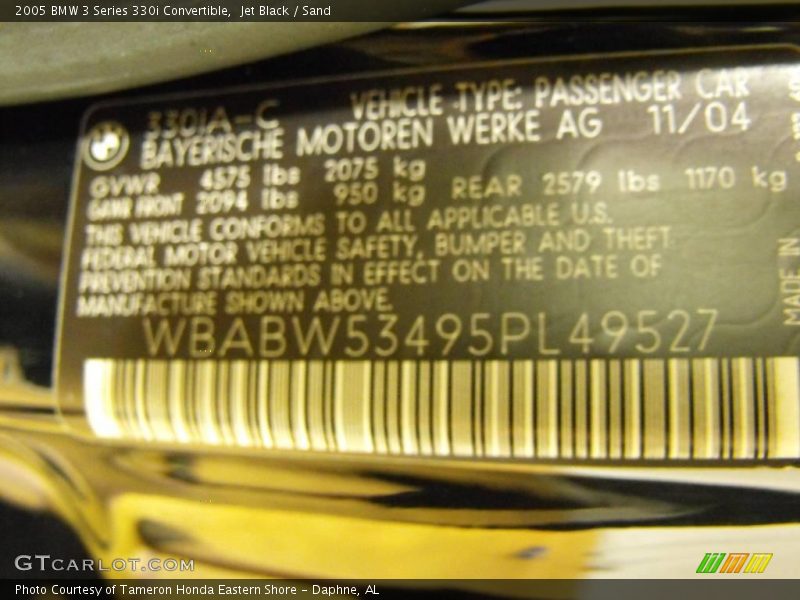 2005 BMW 3 Series 330i Convertible,  Jet Black / Sand
330IA-C VEHICLE TYPE: PASSENGER CAR
BAYERISCHE MOTOREN WERKE AG 11/04
GVWR 4575 lbs 2075 kg
GAWR FRONT 2094 lbs 950 kg REAR 2579 lbs 1170 kg
THIS VEHICLE CONFORMS TO ALL APPLICABLE U.S.
FEDERAL MOTOR VEHICLE SAFETY, BUMPER AND THEFT
PREVENTION STANDARDS IN EFFECT ON THE DATE OF
MANUFACTURE SHOWN ABOVE.
WBABW53495PL49527
MADE IN
GTCARLOT.COM
Photo Courtesy of Tameron Honda Eastern Shore - Daphne, AL